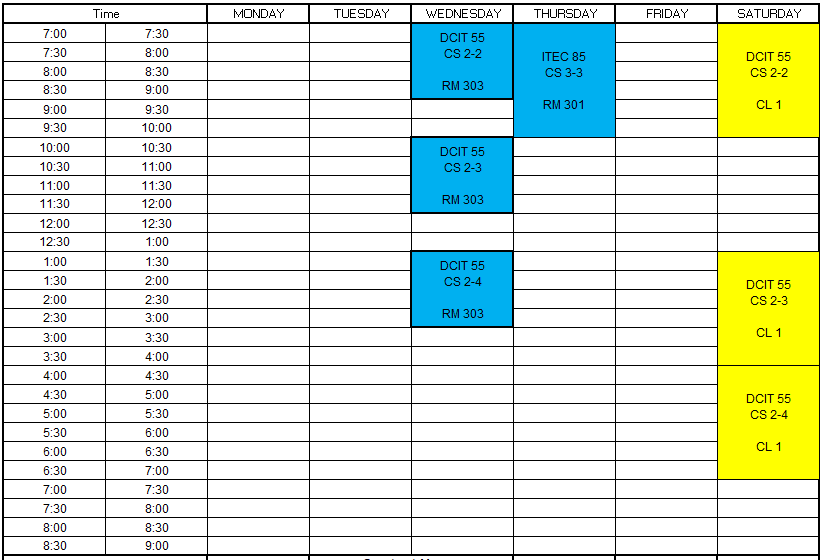 Time MONDAY TUESDAY WEDNESDAY THURSDAY FRIDAY SATURDAY
7:00 7:30
7:30 8:00
8:00 8:30
8:30 9:00
9:00 9:30
9:30 10:00
10:00 10:30
10:30 11:00
11:00 11:30
11:30 12:00
12:00 12:30
12:30 1:00
1:00 1:30
1:30 2:00
2:00 2:30
2:30 3:00
3:00 3:30
3:30 4:00
4:00 4:30
4:30 5:00
5:00 5:30
5:30 6:00
6:00 6:30
6:30 7:00
7:00 7:30
7:30 8:00
8:00 8:30
8:30 9:00
DCIT 55
CS 2-2
RM 303
DCIT 55
CS 2-3
RM 303
DCIT 55
CS 2-4
RM 303
ITEC 85
CS 3-3
RM 301
DCIT 55
CS 2-2
CL 1
DCIT 55
CS 2-3
CL 1
DCIT 55
CS 2-4
CL 1